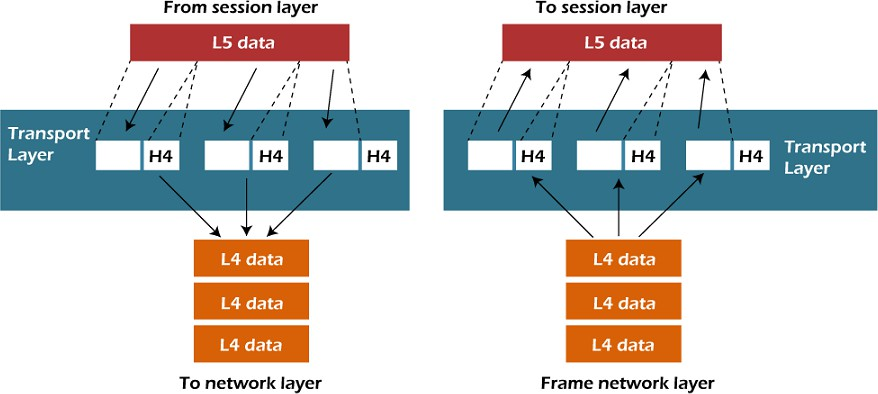 From session layer
L5 data
Transport
Layer
H4
H4
H4
L4 data
L4 data
L4 data
To network layer
To session layer
L5 data
H4
H4
H4
Transport
Layer
L4 data
L4 data
L4 data
Frame network layer